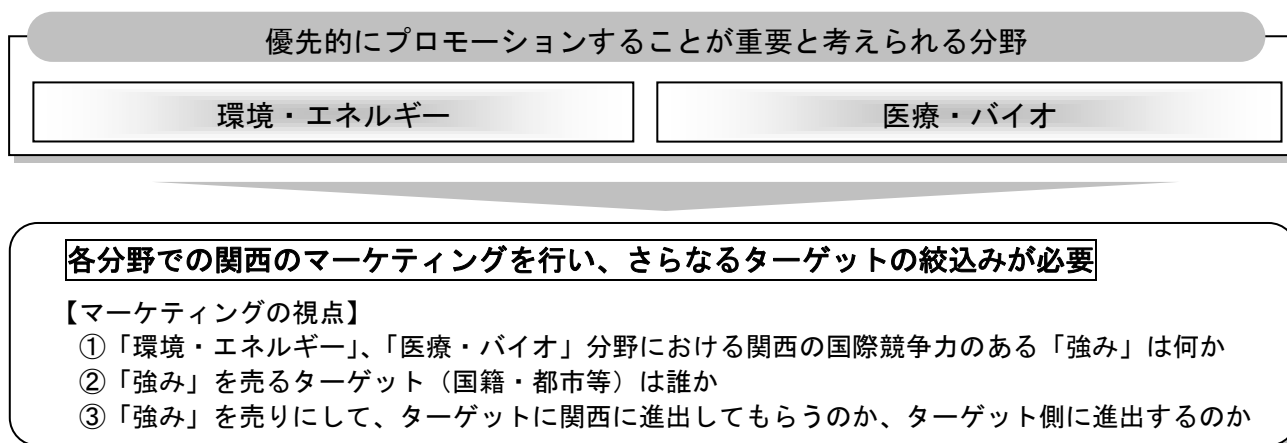 優先的にプロモーションすることが重要と考えられる分野
環境・エネルギー
医療・バイオ
各分野での関西のマーケティングを行い、さらなるターゲットの絞込みが必要
【マーケティングの視点】
①「環境・エネルギー」、「医療・バイオ」分野における関西の国際競争力のある「強み」は何か
②「強み」を売るターゲット（国籍・都市等）は誰か
③「強み」を売りにして、ターゲットに関西に進出してもらうのか、ターゲット側に進出するのか